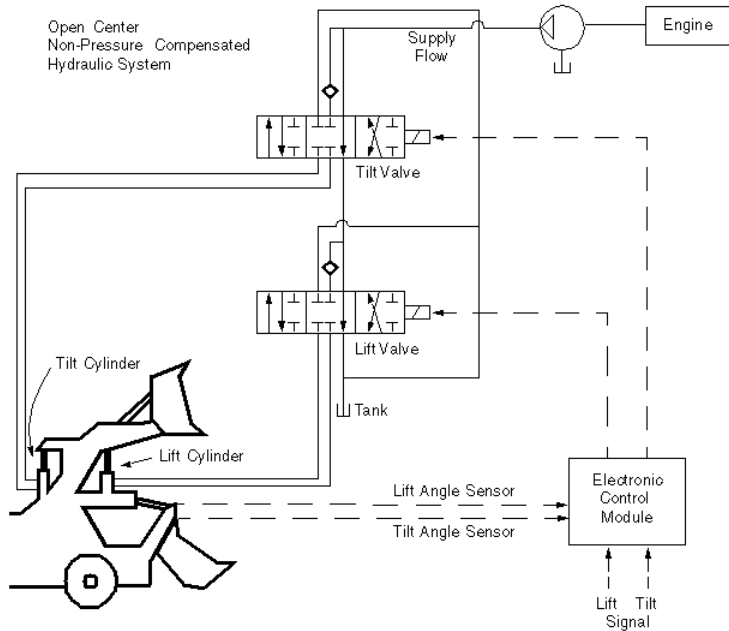 Open Center
Non-Pressure Compensated
Hydraulic System
Supply
Flow
Engine
Tilt Valve
Lift Valve
Tilt Cylinder
Tank
Lift Cylinder
Lift Angle Sensor
Tilt Angle Sensor
Electronic
Control
Module
Lift Tilt
Signal